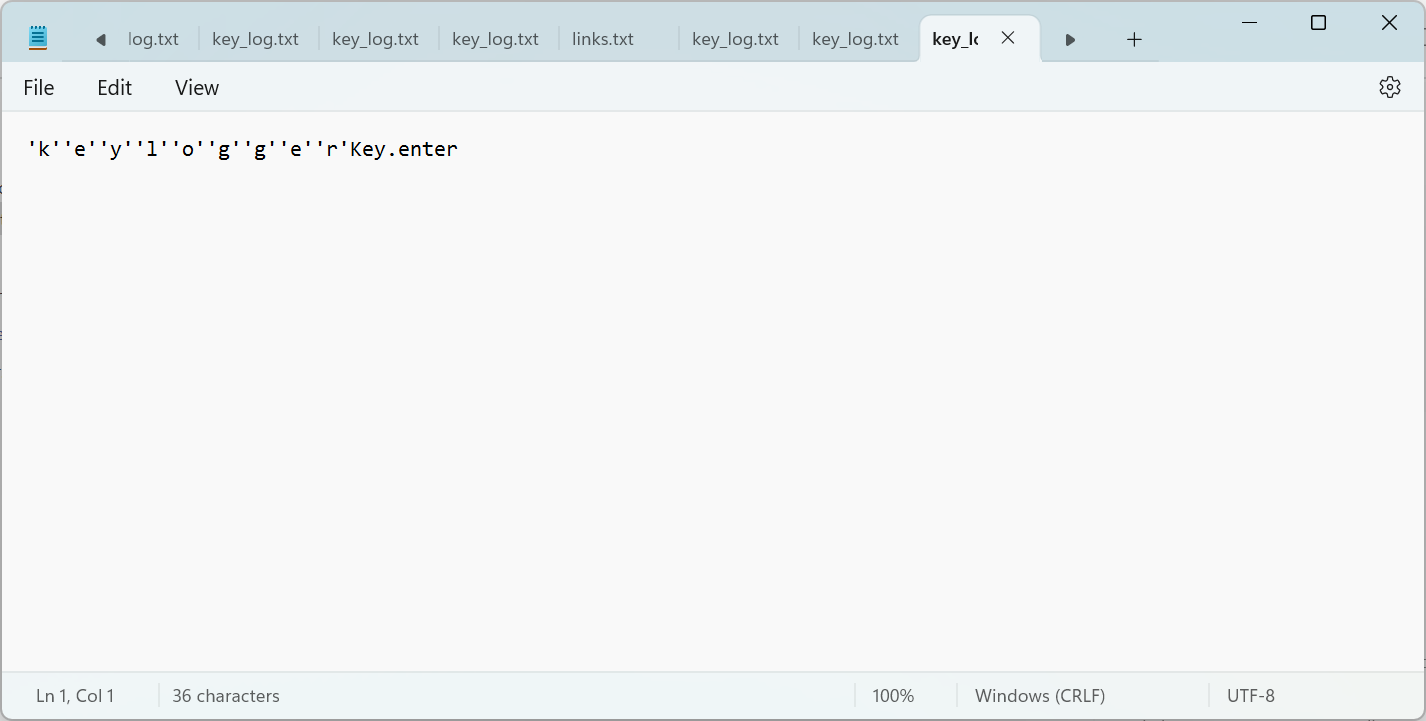 log.txt key_log.txt key_log.txt key_log.txt links.txt key_log.txt key_log.txt
File Edit View
'k''e''y''l''o''g''g''e''r'Key.enter
Ln 1, Col 1 36 characters 100% Windows (CRLF) UTF-8